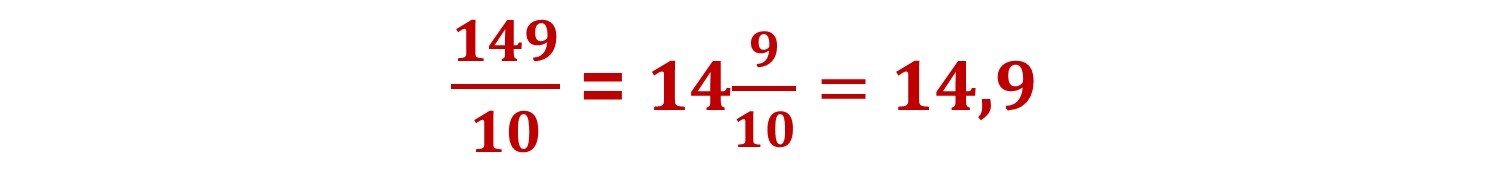 149/10 = 14 9/10 = 14,9